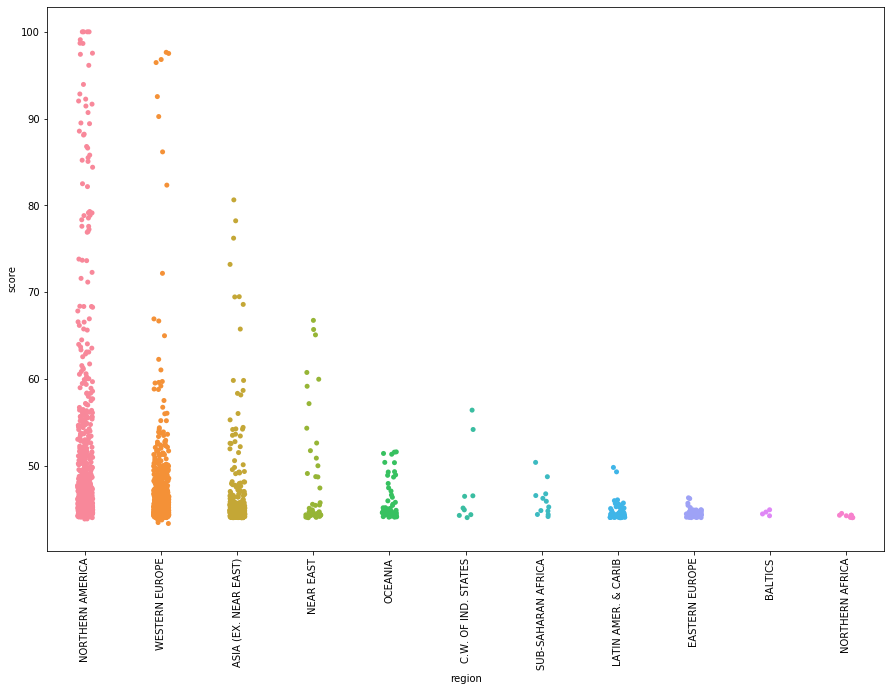 100
90
80
70
60
50
score
NORTHERN AMERICA
WESTERN EUROPE
ASIA (EX. NEAR EAST)
NEAR EAST
OCEANIA
C.W. OF IND. STATES
SUB-SAHARAN AFRICA
LATIN AMER. & CARIB
EASTERN EUROPE
BALTICS
NORTHERN AFRICA
region